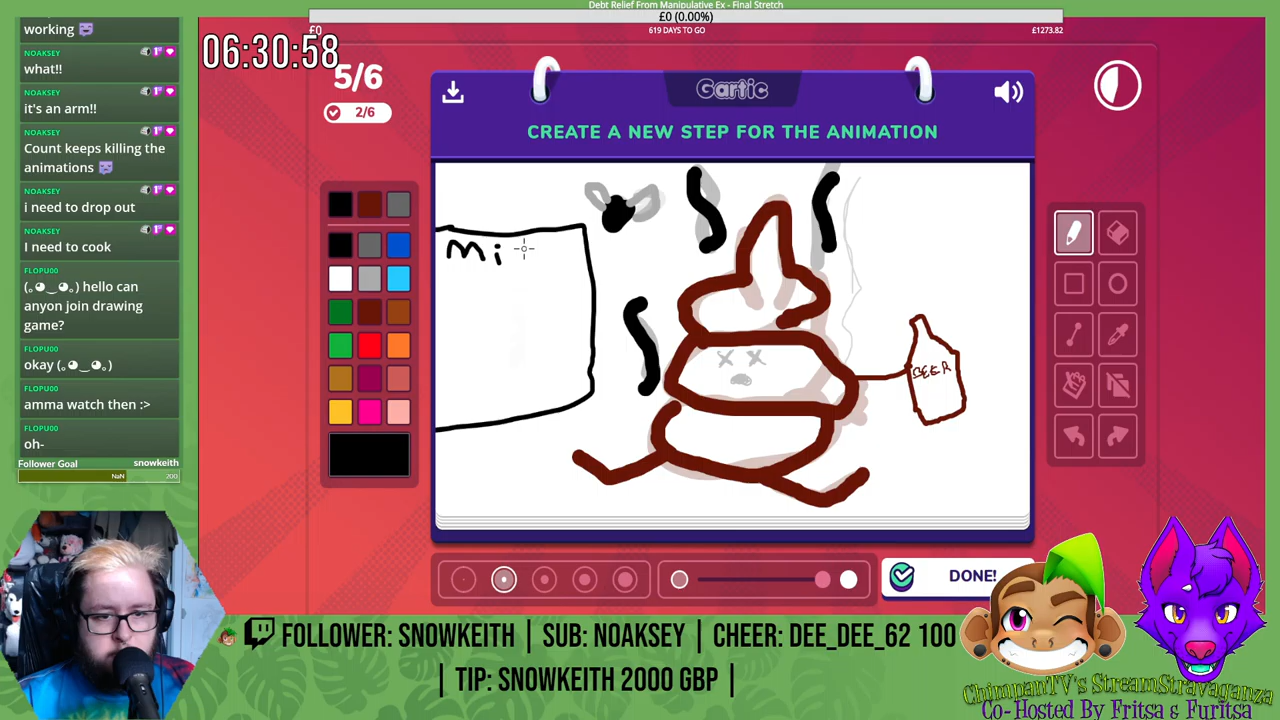 Debt Relief From Manipulative Ex - Final Stretch
£0 (0.00%)
£0
619 DAYS TO GO
£1273.82
06:30:58
working
NOAKSEY
what!!
NOAKSEY
it's an arm!!
NOAKSEY
Count keeps killing the
animations
NOAKSEY
i need to drop out
NOAKSEY
I need to cook
FLOPU00
(｡◕‿◕｡) hello can
anyon join drawing
game?
FLOPU00
okay (｡◕‿◕｡)
FLOPU00
amma watch then :>
FLOPU00
oh-
Follower Goal
snowkeith
NaN
200
5/6
2/6
Gartic
CREATE A NEW STEP FOR THE ANIMATION
Mi
BEER
DONE!
FOLLOWER: SNOWKEITH | SUB: NOAKSEY | CHEER: DEE_DEE_62 100
| TIP: SNOWKEITH 2000 GBP |
ChimpanTV's StreamStravaganza
Co-Hosted By Fritsa & Furitsa